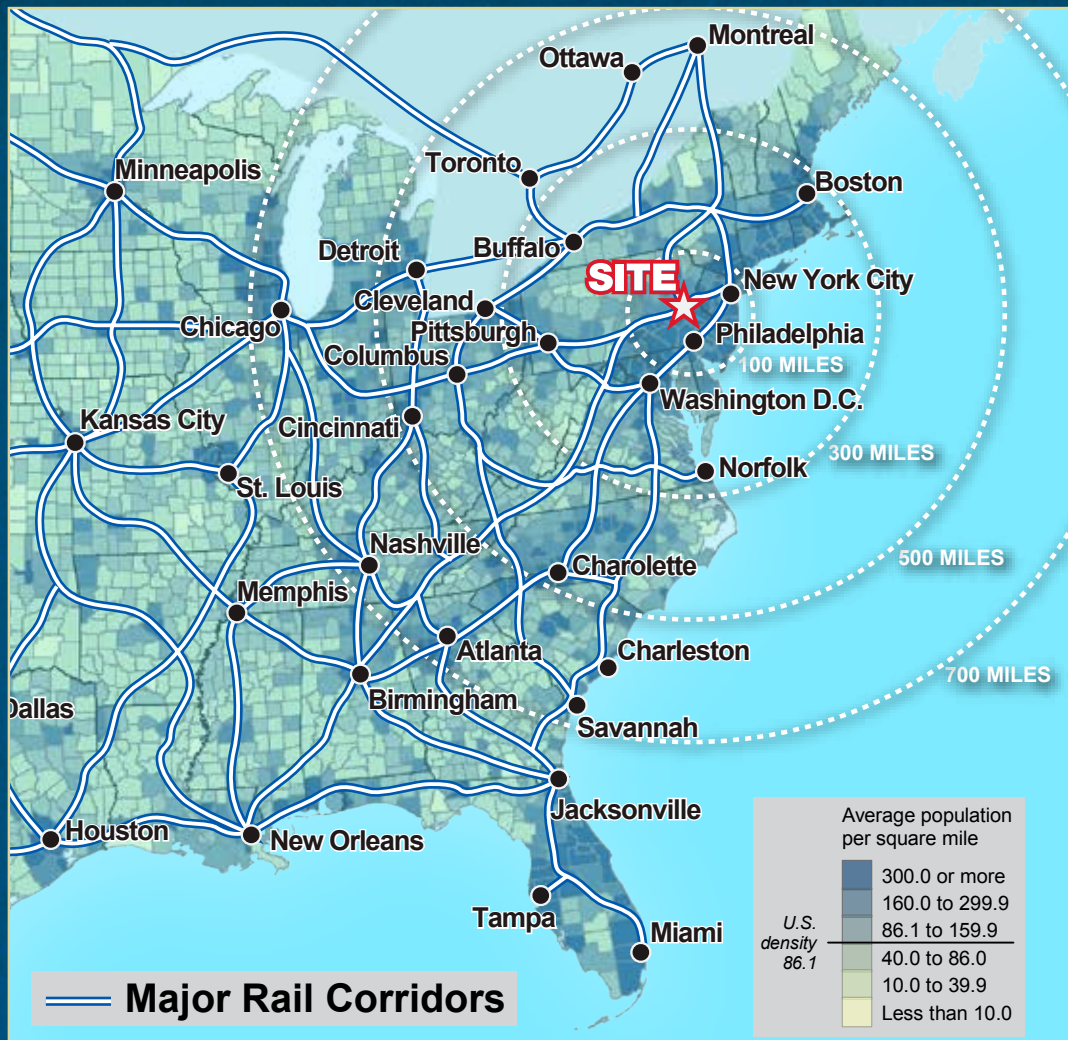 Montreal
Ottawa
Toronto
Minneapolis
Boston
Detroit
Buffalo
SITE
New York City
Cleveland
Chicago
Pittsburgh
Philadelphia
Columbus
100 MILES
Washington D.C.
Kansas City
Cincinnati
300 MILES
Norfolk
St. Louis
Nashville
Charolette
500 MILES
Memphis
Atlanta
Charleston
700 MILES
Birmingham
Dallas
Savannah
Jacksonville
Houston
New Orleans
Tampa
Miami
Average population
per square mile
300.0 or more
160.0 to 299.9
86.1 to 159.9
U.S.
density
86.1
40.0 to 86.0
10.0 to 39.9
Less than 10.0
Major Rail Corridors